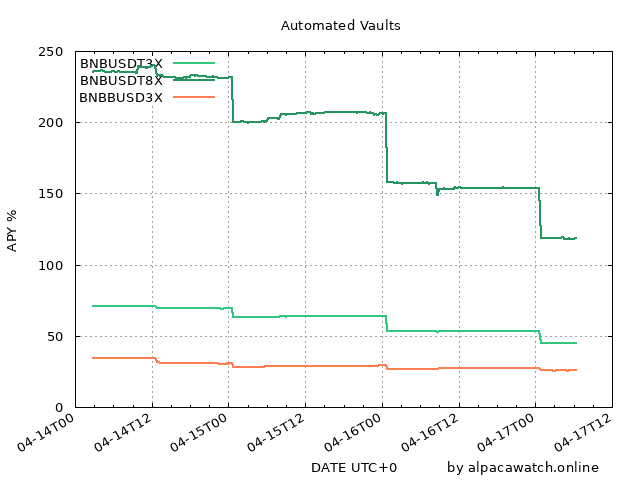 Automated Vaults
250
200
150
100
50
0
APY %
BNBUSDT3X
BNBUSDT8X
BNBBUSD3X
04-14T00
04-14T12
04-15T00
04-15T12
04-16T00
04-16T12
04-17T00
04-17T12
DATE UTC+0
by alpacawatch.online